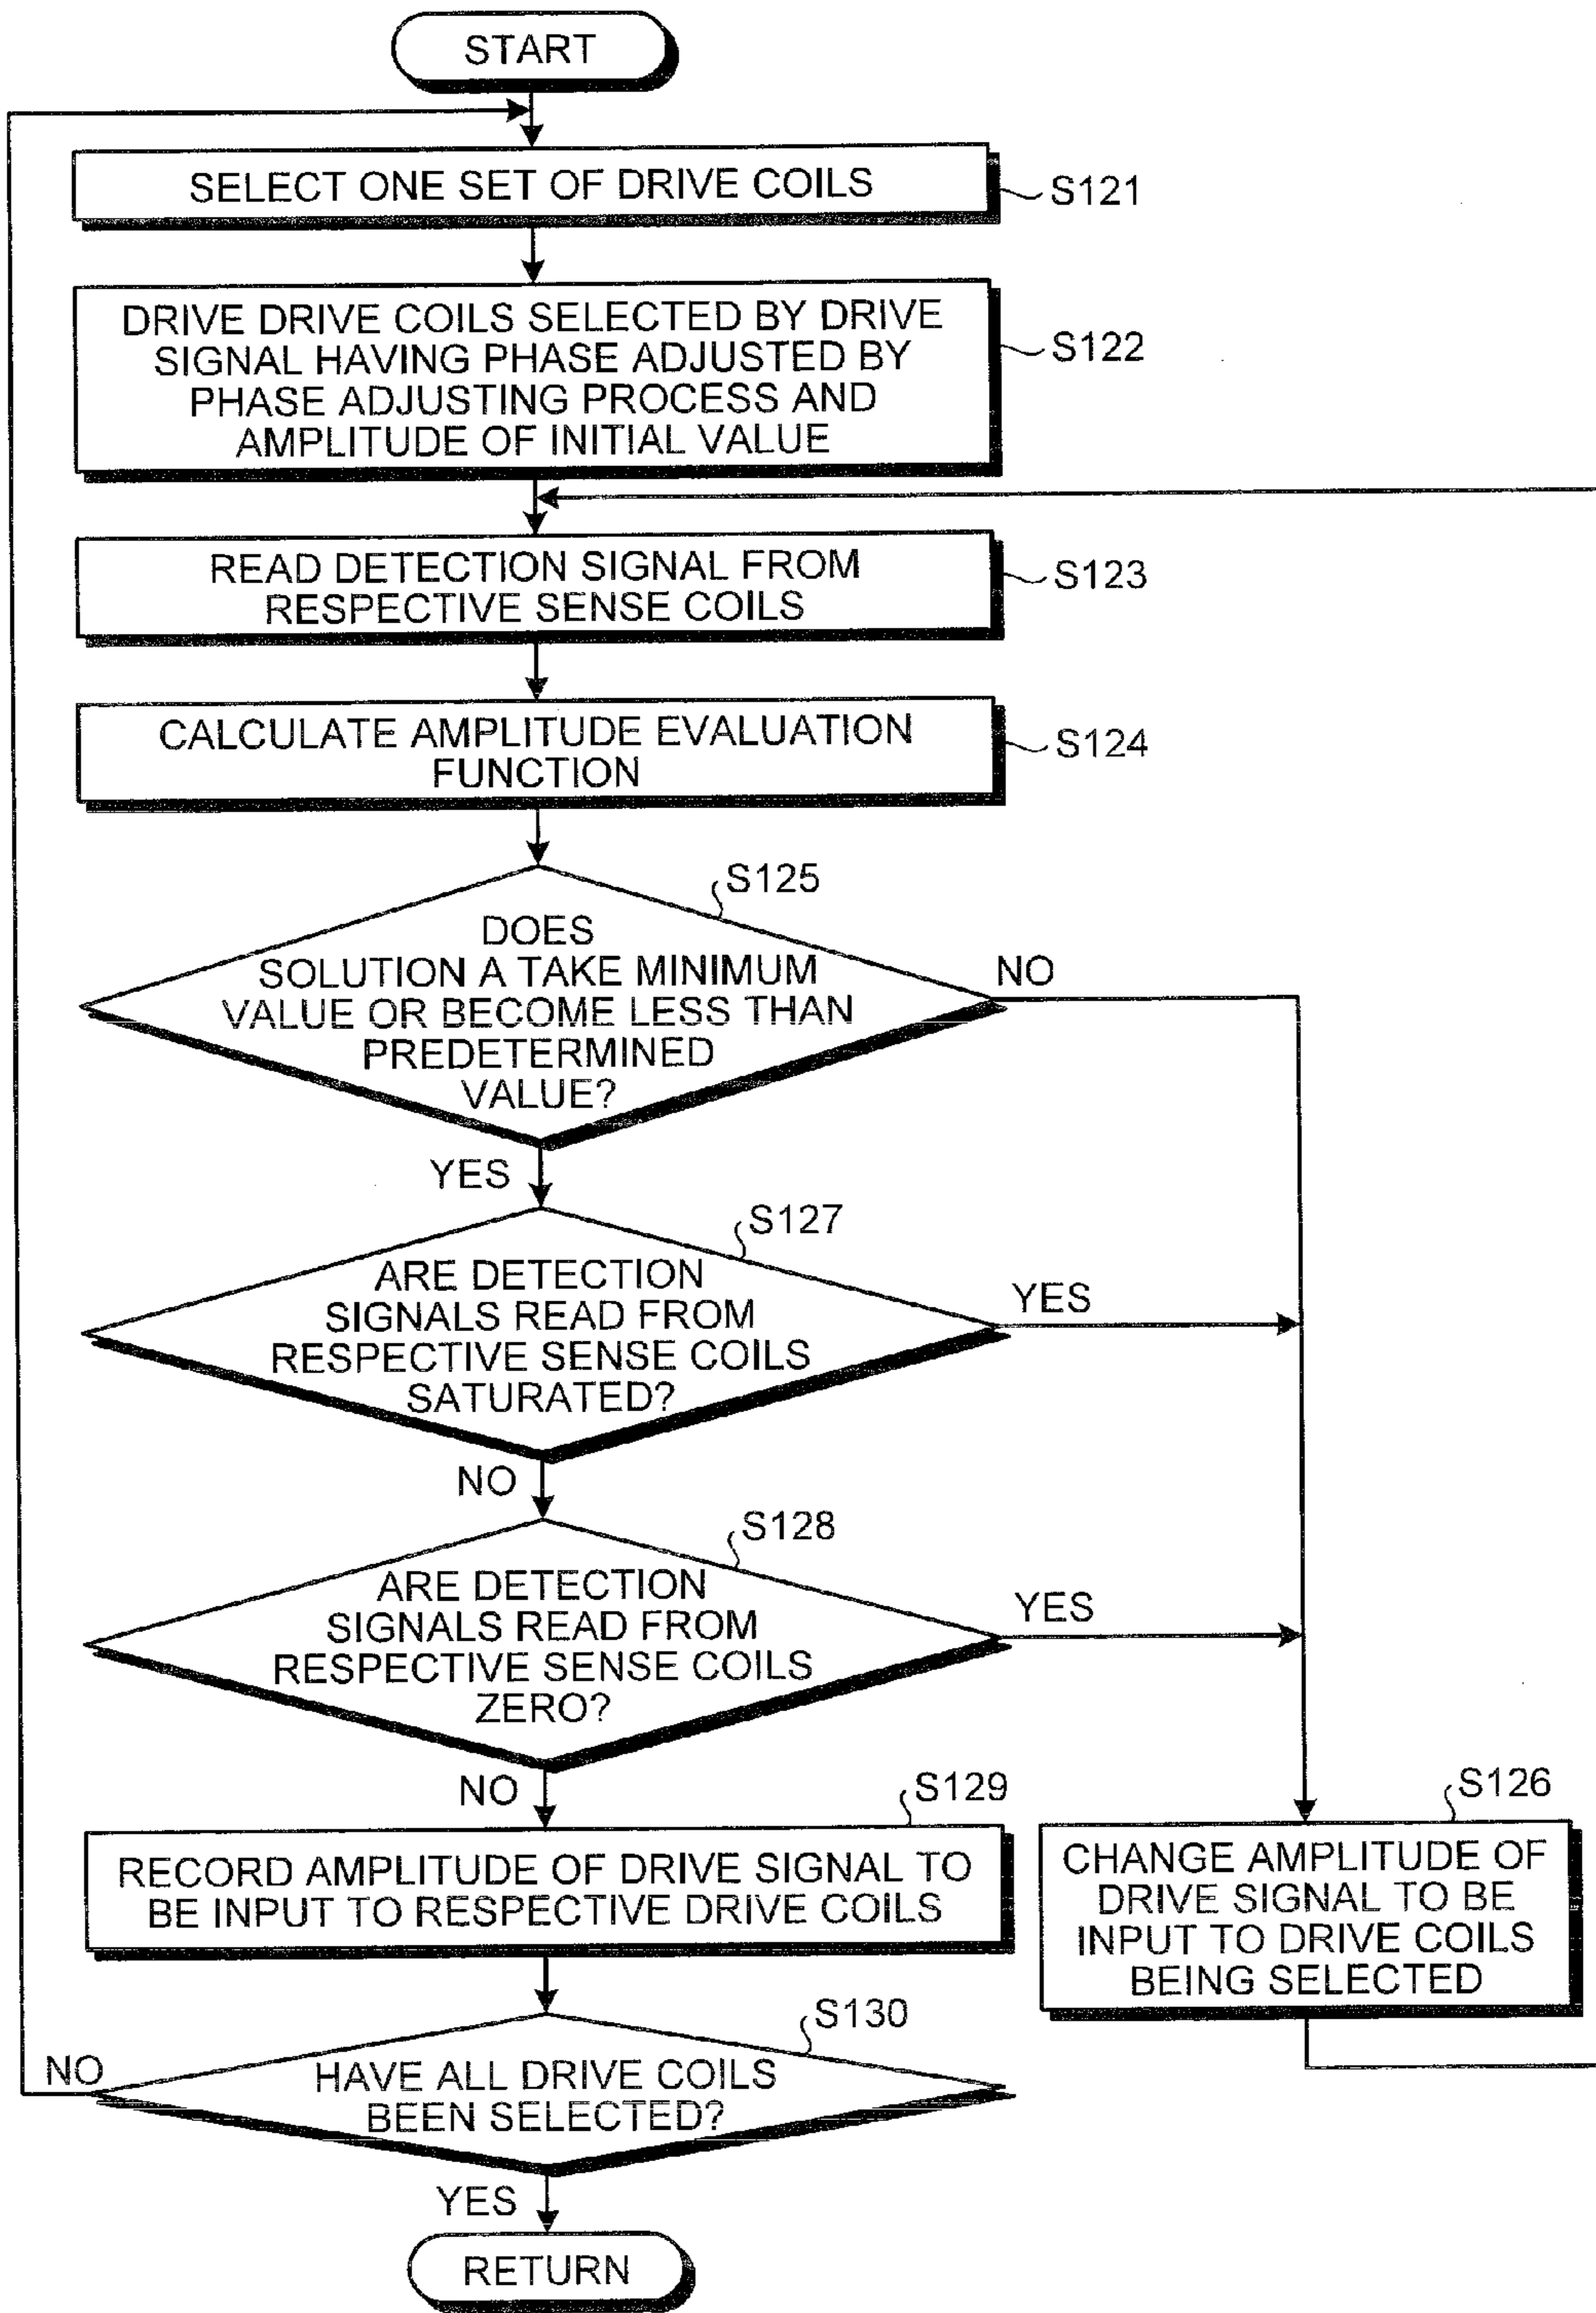 START
SELECT ONE SET OF DRIVE COILS
S121
DRIVE DRIVE COILS SELECTED BY DRIVE
SIGNAL HAVING PHASE ADJUSTED BY
PHASE ADJUSTING PROCESS AND
AMPLITUDE OF INITIAL VALUE
S122
READ DETECTION SIGNAL FROM
RESPECTIVE SENSE COILS
S123
CALCULATE AMPLITUDE EVALUATION
FUNCTION
S124
S125
DOES
SOLUTION A TAKE MINIMUM
VALUE OR BECOME LESS THAN
PREDETERMINED
VALUE?
NO
YES
S127
ARE DETECTION
SIGNALS READ FROM
RESPECTIVE SENSE COILS
SATURATED?
YES
NO
S128
ARE DETECTION
SIGNALS READ FROM
RESPECTIVE SENSE COILS
ZERO?
YES
NO
S129
RECORD AMPLITUDE OF DRIVE SIGNAL TO
BE INPUT TO RESPECTIVE DRIVE COILS
S126
CHANGE AMPLITUDE OF
DRIVE SIGNAL TO BE
INPUT TO DRIVE COILS
BEING SELECTED
S130
HAVE ALL DRIVE COILS
BEEN SELECTED?
NO
YES
RETURN